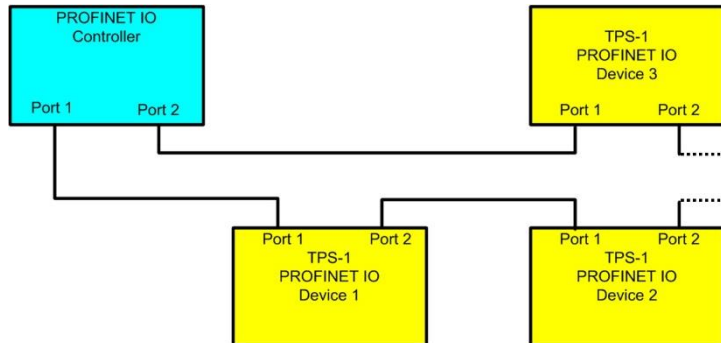 PROFINET IO
Controller
Port 1
Port 2
TPS-1
PROFINET IO
Device 3
Port 1
Port 2
Port 1
Port 2
TPS-1
PROFINET IO
Device 1
Port 1
Port 2
TPS-1
PROFINET IO
Device 2